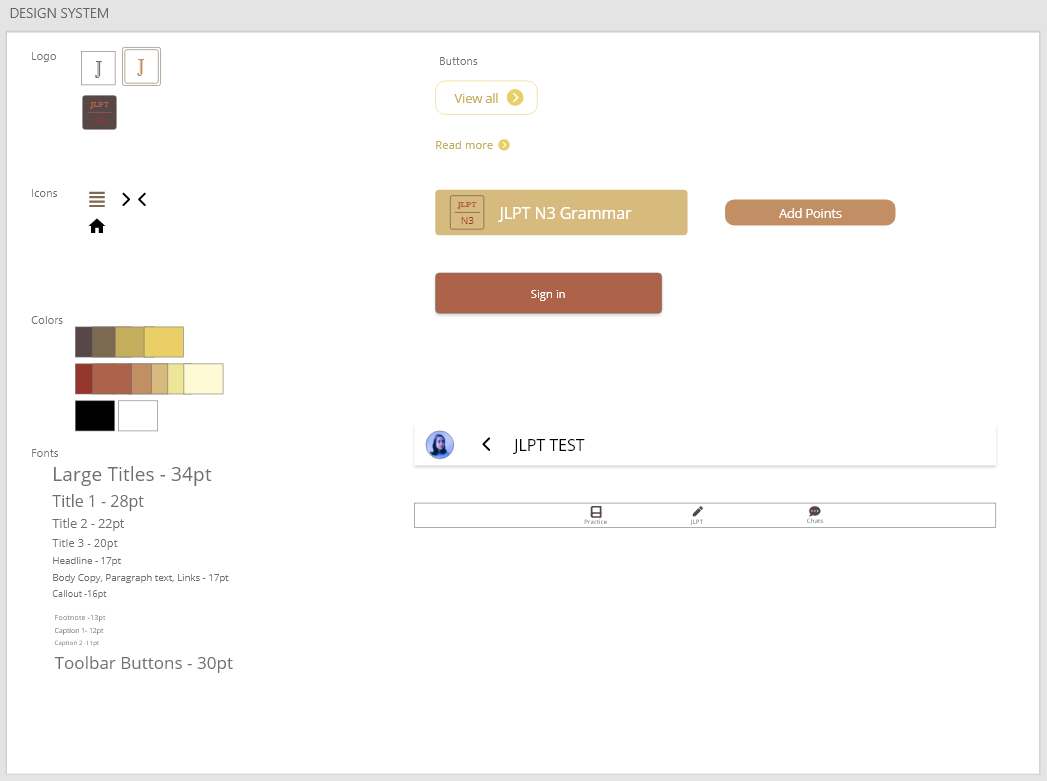 DESIGN SYSTEM
Logo
J
J
JLPT
Icons
Colors
Fonts
Large Titles - 34pt
Title 1 - 28pt
Title 2 - 22pt
Title 3 - 20pt
Headline - 17pt
Body Copy, Paragraph text, Links - 17pt
Callout -16pt
Footnote -13pt
Caption 1- 12pt
Caption 2 -11pt
Toolbar Buttons - 30pt
Buttons
View all
Read more
JLPT
N3
JLPT N3 Grammar
Add Points
Sign in
JLPT TEST
Practice
JLPT
Chats